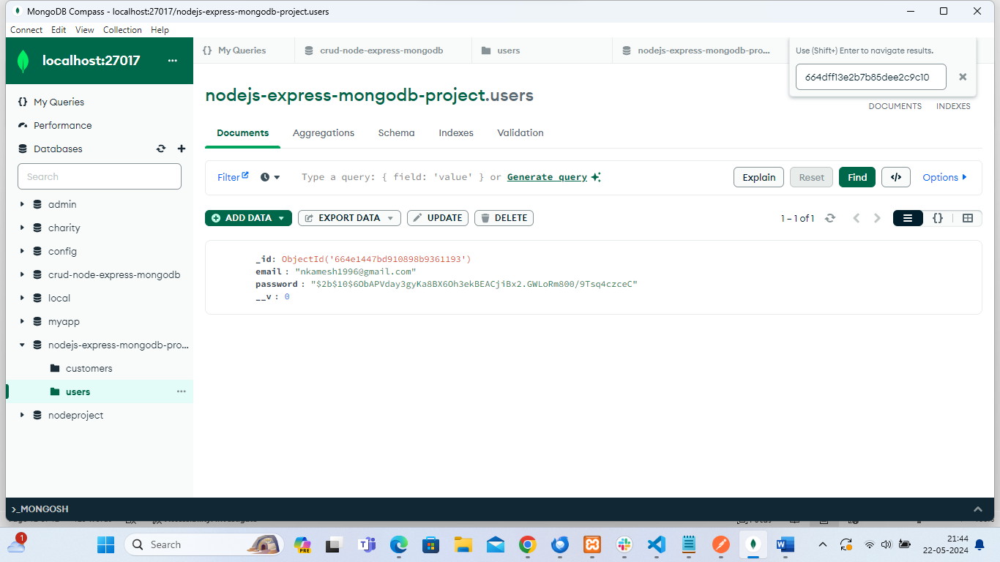 MongoDB Compass - localhost:27017/nodejs-express-mongodb-project.users
Connect Edit View Collection Help
localhost:27017 ···
{} My Queries
Performance
Databases
Search
admin
charity
config
crud-node-express-mongodb
local
myapp
nodejs-express-mongodb-pro...
customers
users ···
nodeproject
{} My Queries crud-node-express-mongodb users nodejs-express-mongodb-pro...
Use (Shift+) Enter to navigate results.
664dff13e2b7b85dee2c9c10
nodejs-express-mongodb-project.users
DOCUMENTS INDEXES
Documents Aggregations Schema Indexes Validation
Filter Type a query: { field: 'value' } or Generate query Explain Reset Find </> Options
ADD DATA EXPORT DATA UPDATE DELETE 1 – 1 of 1 {}
_id: ObjectId('664e1447bd910898b9361193')
email : "nkamesh1996@gmail.com"
password : "$2b$10$6ObAPVday3gyKa8BX6Oh3ekBEACjiBx2.GWLoRm800/9Tsq4czceC"
__v : 0
>_MONGOSH
1 Search PRE 21:44
22-05-2024